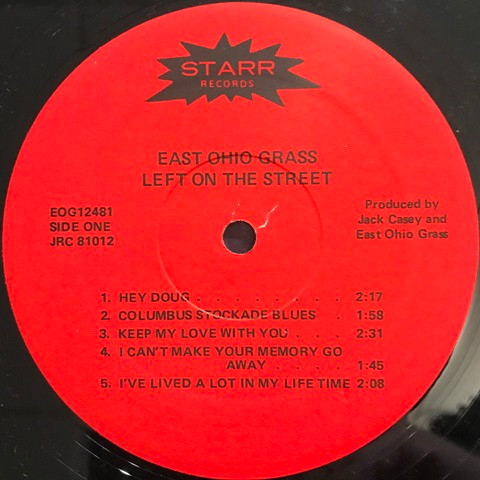 STARR
RECORDS
EAST OHIO GRASS
LEFT ON THE STREET
EOG12481
SIDE ONE
JRC 81012
Produced by
Jack Casey and
East Ohio Grass
1. HEY DOUG . . . . . . . . 2:17
2. COLUMBUS STOCKADE BLUES . 1:58
3. KEEP MY LOVE WITH YOU . . . 2:31
4. I CAN'T MAKE YOUR MEMORY GO
AWAY . . . . 1:45
5. I'VE LIVED A LOT IN MY LIFE TIME 2:08